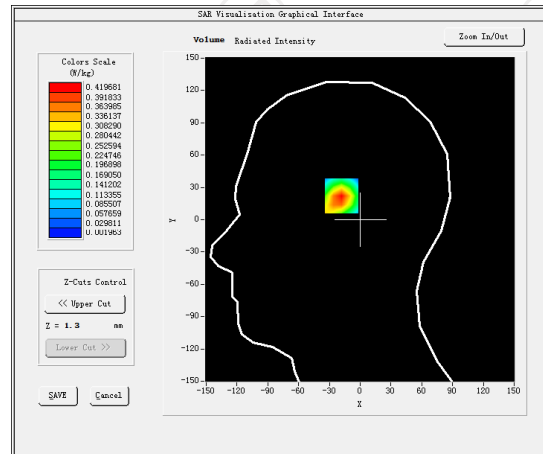 SAR Visualisation Graphical Interface
Volume Radiated Intensity
Zoom In/Out
Colors Scale
(W/kg)
0.419681
0.391833
0.363985
0.336137
0.308290
0.280442
0.252594
0.224746
0.196898
0.169050
0.141202
0.113355
0.085507
0.057659
0.029811
0.001963
Z-Cuts Control
<< Upper Cut
Z = 1.3 mm
Lower Cut >>
SAVE
Cancel
150
120
90
60
30
0
-30
-60
-90
-120
-150
Y
-150 -120 -90 -60 -30 0 30 60 90 120 150
X